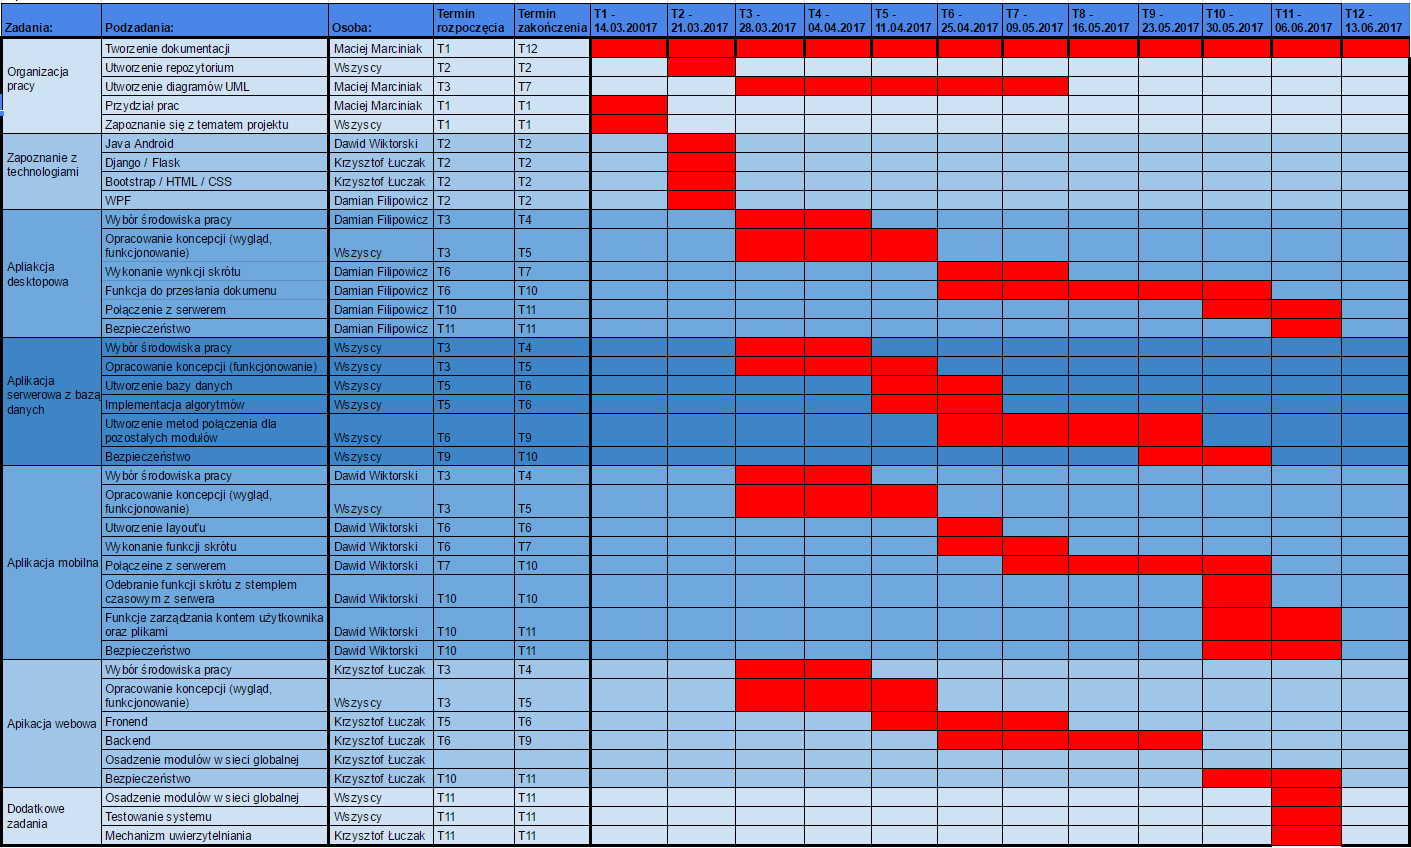 Zadania: Podzadania: Osoba: Termin rozpoczęcia Termin zakończenia T1 - 14.03.20017 T2 - 21.03.2017 T3 - 28.03.2017 T4 - 04.04.2017 T5 - 11.04.2017 T6 - 25.04.2017 T7 - 09.05.2017 T8 - 16.05.2017 T9 - 23.05.2017 T10 - 30.05.2017 T11 - 06.06.2017 T12 - 13.06.2017
Organizacja pracy
Tworzenie dokumentacji Maciej Marciniak T1 T12
Utworzenie repozytorium Wszyscy T2 T2
Utworzenie diagramów UML Maciej Marciniak T3 T7
Przydział prac Maciej Marciniak T1 T1
Zapoznanie się z tematem projektu Wszyscy T1 T1
Zapoznanie z technologiami
Java Android Dawid Wiktorski T2 T2
Django / Flask Krzysztof Łuczak T2 T2
Bootstrap / HTML / CSS Krzysztof Łuczak T2 T2
WPF Damian Filipowicz T2 T2
Apliakcja desktopowa
Wybór środowiska pracy Damian Filipowicz T3 T4
Opracowanie koncepcji (wygląd, funkcjonowanie) Wszyscy T3 T5
Wykonanie wynkcji skrótu Damian Filipowicz T6 T7
Funkcja do przesłania dokumenu Damian Filipowicz T6 T10
Połączenie z serwerem Damian Filipowicz T10 T11
Bezpieczeństwo Damian Filipowicz T11 T11
Aplikacja serwerowa z bazą danych
Wybór środowiska pracy Wszyscy T3 T4
Opracowanie koncepcji (funkcjonowanie) Wszyscy T3 T5
Utworzenie bazy danych Wszyscy T5 T6
Implementacja algorytmów Wszyscy T5 T6
Utworzenie metod połączenia dla pozostałych modułów Wszyscy T6 T9
Bezpieczeństwo Wszyscy T9 T10
Aplikacja mobilna
Wybór środowiska pracy Dawid Wiktorski T3 T4
Opracowanie koncepcji (wygląd, funkcjonowanie) Wszyscy T3 T5
Utworzenie layout'u Dawid Wiktorski T6 T6
Wykonanie funkcji skrótu Dawid Wiktorski T6 T7
Połączeine z serwerem Dawid Wiktorski T7 T10
Odebranie funkcji skrótu z stemplem czasowym z serwera Dawid Wiktorski T10 T10
Funkcje zarządzania kontem użytkownika oraz plikami Dawid Wiktorski T10 T11
Bezpieczeństwo Dawid Wiktorski T10 T11
Apikacja webowa
Wybór środowiska pracy Krzysztof Łuczak T3 T4
Opracowanie koncepcji (wygląd, funkcjonowanie) Wszyscy T3 T5
Fronend Krzysztof Łuczak T5 T6
Backend Krzysztof Łuczak T6 T9
Osadzenie modułów w sieci globalnej Krzysztof Łuczak
Bezpieczeństwo Krzysztof Łuczak T10 T11
Dodatkowe zadania
Osadzenie modułów w sieci globalnej Wszyscy T11 T11
Testowanie systemu Wszyscy T11 T11
Mechanizm uwierzytelniania Krzysztof Łuczak T11 T11